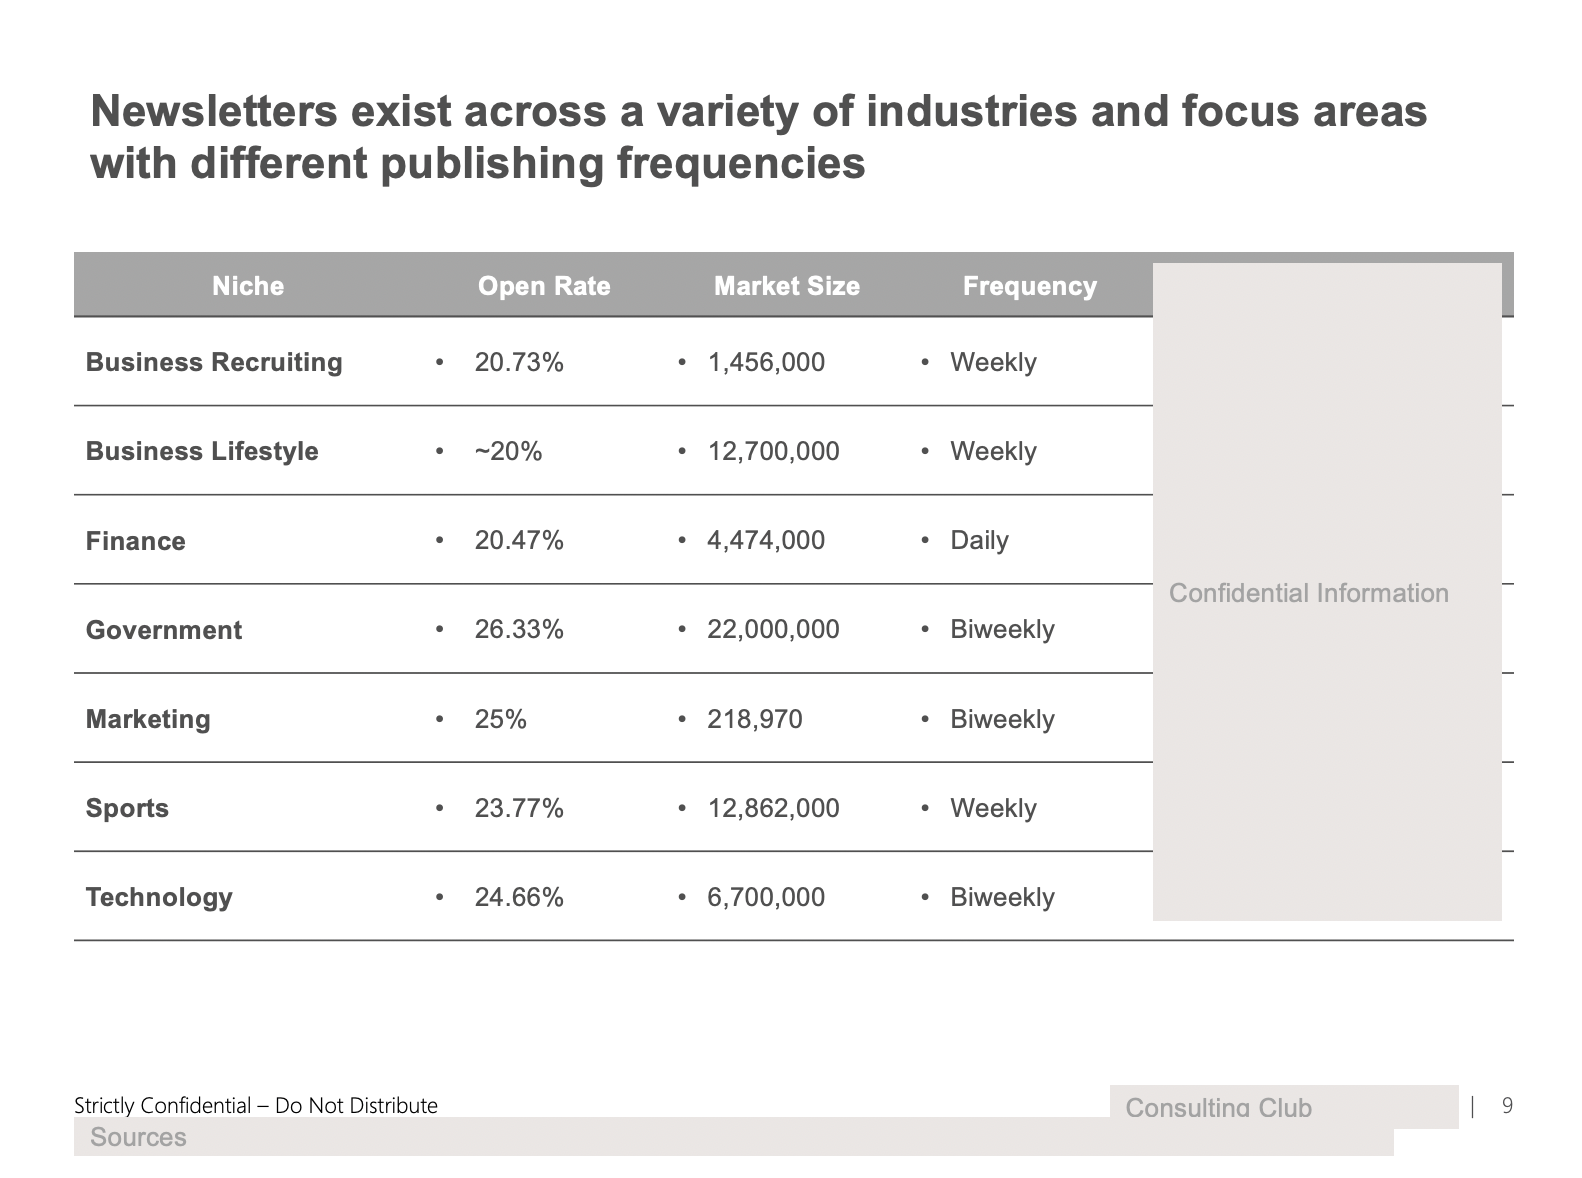 Newsletters exist across a variety of industries and focus areas
with different publishing frequencies
Niche Open Rate Market Size Frequency
Business Recruiting • 20.73% • 1,456,000 • Weekly
Business Lifestyle • ~20% • 12,700,000 • Weekly
Finance • 20.47% • 4,474,000 • Daily
Confidential Information
Government • 26.33% • 22,000,000 • Biweekly
Marketing • 25% • 218,970 • Biweekly
Sports • 23.77% • 12,862,000 • Weekly
Technology • 24.66% • 6,700,000 • Biweekly
Strictly Confidential – Do Not Distribute
Consulting Club | 9
Sources